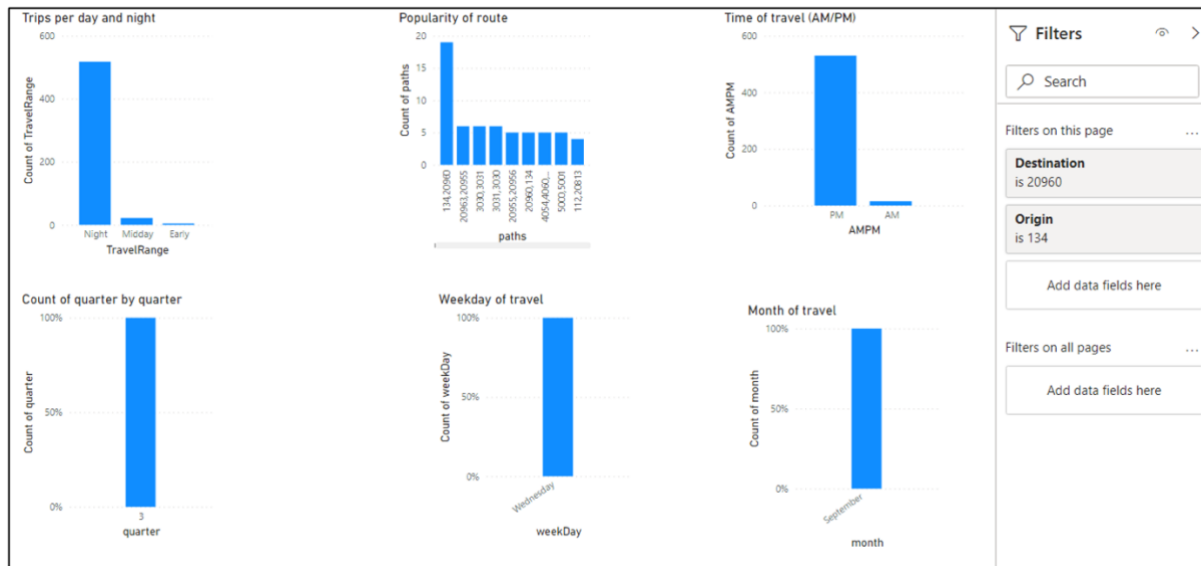 Trips per day and night
600
400
200
0
Count of TravelRange
Night Midday Early
TravelRange
Popularity of route
20
15
10
5
0
Count of paths
134,20960
20963,20955
3030,3031
3031,3030
20955,20956
20960,134
4054,4060,...
5000,5001
112,20813
paths
Time of travel (AM/PM)
600
400
200
0
Count of AMPM
PM AM
AMPM
Count of quarter by quarter
100%
50%
0%
Count of quarter
3
quarter
Weekday of travel
100%
50%
0%
Count of weekDay
Wednesday
weekDay
Month of travel
100%
50%
0%
Count of month
September
month
Filters
Search
Filters on this page ...
Destination
is 20960
Origin
is 134
Add data fields here
Filters on all pages ...
Add data fields here